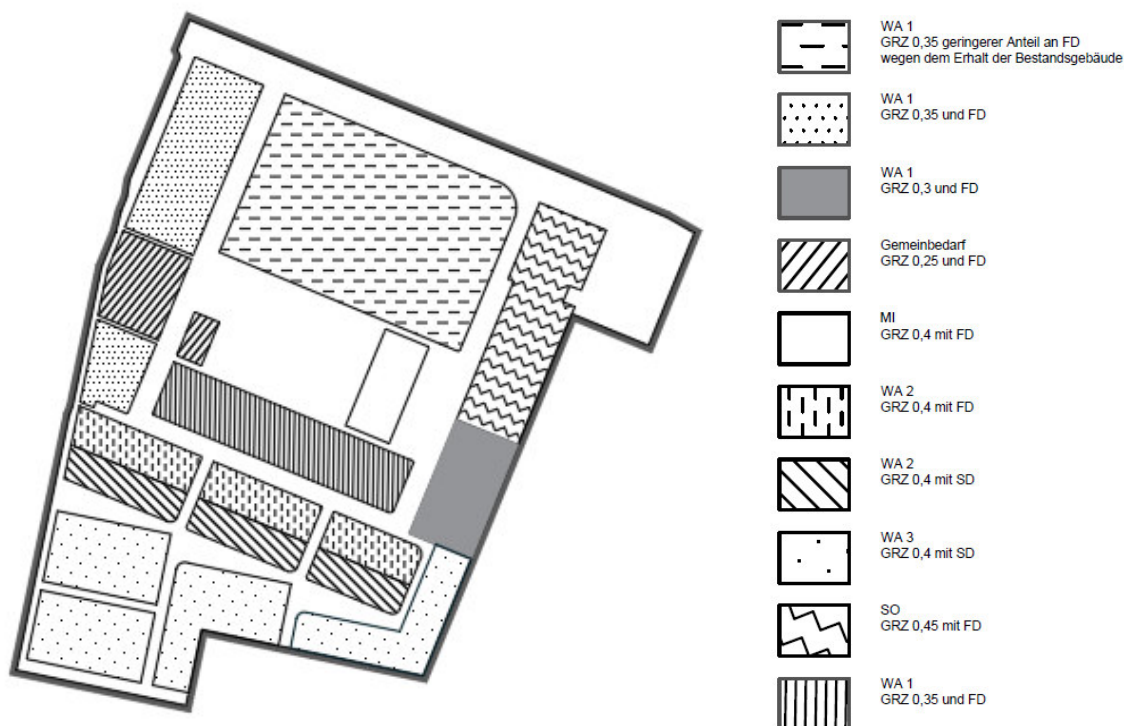 WA 1
GRZ 0,35 geringerer Anteil an FD
wegen dem Erhalt der Bestandsgebäude
WA 1
GRZ 0,35 und FD
WA 1
GRZ 0,3 und FD
Gemeinbedarf
GRZ 0,25 und FD
MI
GRZ 0,4 mit FD
WA 2
GRZ 0,4 mit FD
WA 2
GRZ 0,4 mit SD
WA 3
GRZ 0,4 mit SD
SO
GRZ 0,45 mit FD
WA 1
GRZ 0,35 und FD